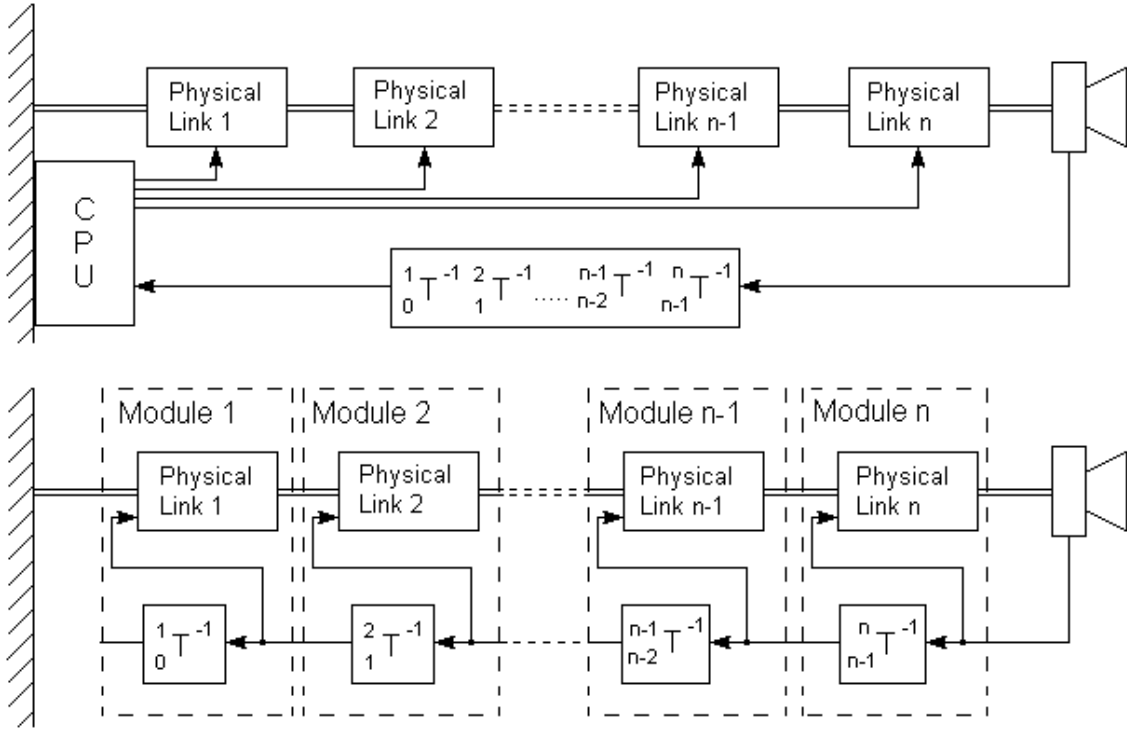 Physical
Link 1
Physical
Link 2
Physical
Link n-1
Physical
Link n
C
P
U
1 0 T -1 2 1 T -1 ..... n-1 n-2 T -1 n n-1 T -1
Module 1
Module 2
Module n-1
Module n
Physical
Link 1
Physical
Link 2
Physical
Link n-1
Physical
Link n
1 0 T -1
2 1 T -1
n-1 n-2 T -1
n n-1 T -1